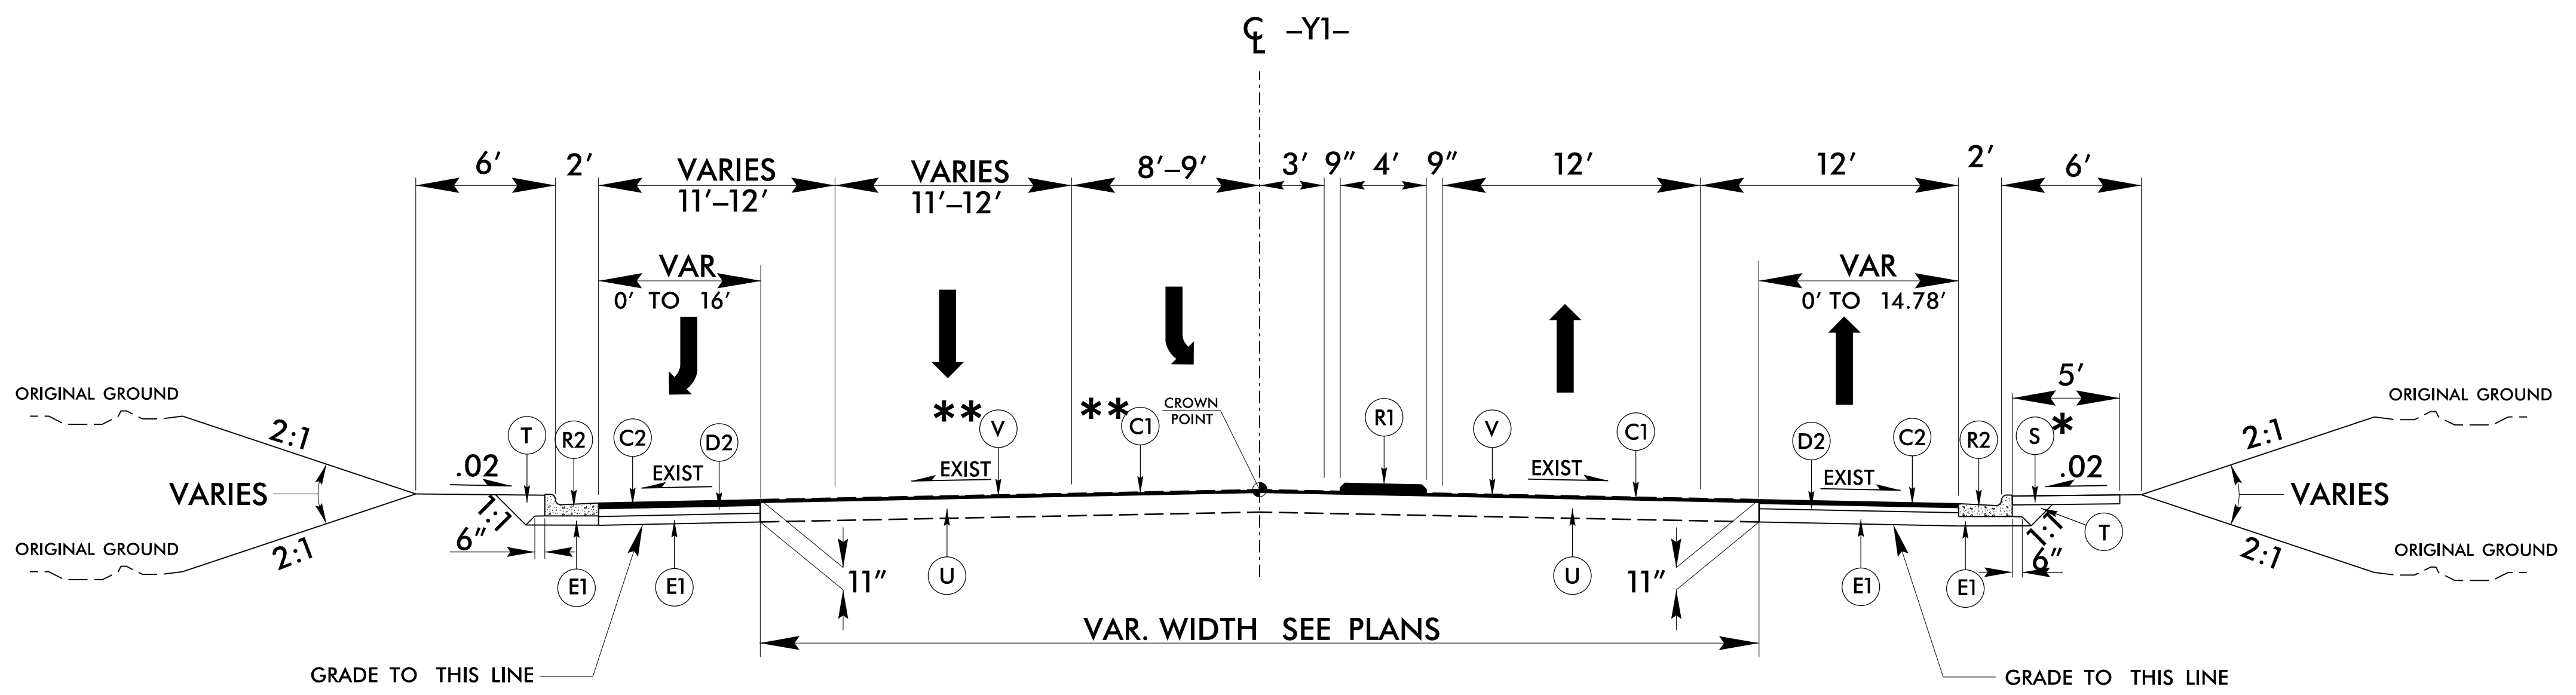 ℄ –Y1–
6′
2′
VARIES
11′–12′
VARIES
11′–12′
8′–9′
3′
9″
4′
9″
12′
12′
2′
6′
VAR
0′ TO 16′
VAR
0′ TO 14.78′
5′
*
ORIGINAL GROUND
ORIGINAL GROUND
2:1
2:1
**
**
CROWN
POINT
T
R2
C2
D2
V
C1
R1
V
C1
D2
C2
R2
S
.02
EXIST
EXIST
EXIST
EXIST
.02
VARIES
VARIES
1:1
1:1
T
6″
6″
ORIGINAL GROUND
ORIGINAL GROUND
2:1
2:1
E1
E1
11″
U
U
11″
E1
E1
VAR. WIDTH SEE PLANS
GRADE TO THIS LINE
GRADE TO THIS LINE